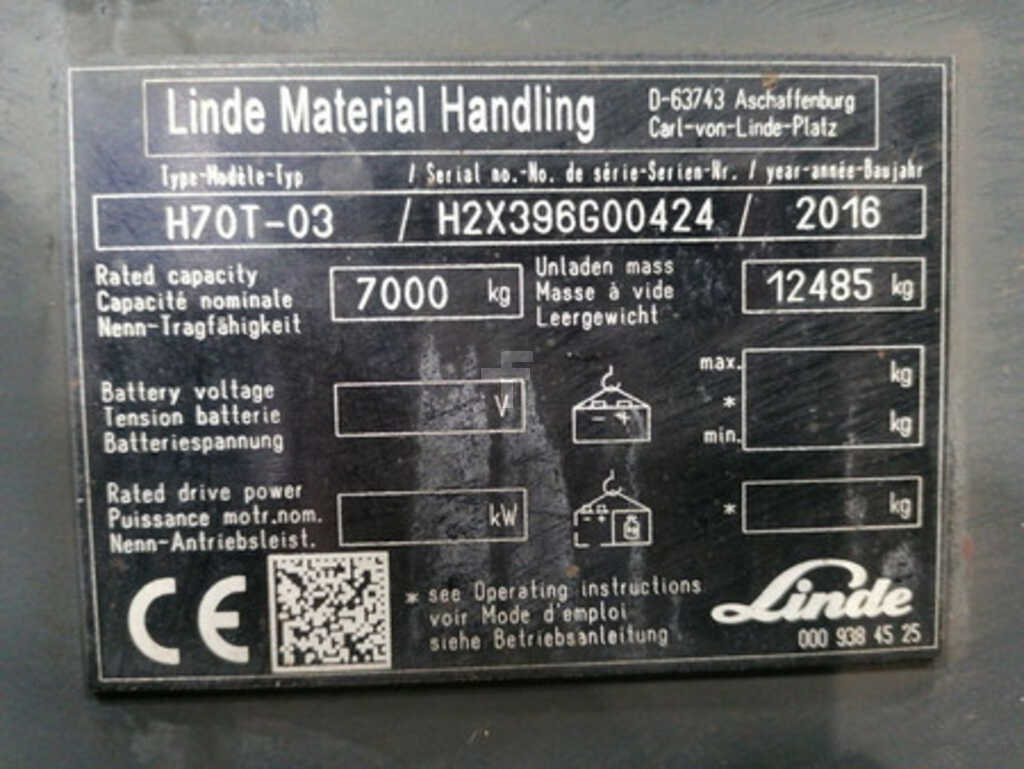 Linde Material Handling
D-63743 Aschaffenburg
Carl-von-Linde-Platz
Type-Modèle-Typ / Serial no.-No. de série-Serien-Nr. / year-année-Baujahr
H70T-03 / H2X396G00424 / 2016
Rated capacity
Capacité nominale
Nenn-Tragfähigkeit
7000 kg
Unladen mass
Masse à vide
Leergewicht
12485 kg
Battery voltage
Tension batterie
Batteriespannung
V
- +
max. kg
*
min. kg
Rated drive power
Puissance motr.nom.
Nenn-Antriebsleist.
kW
- +
* kg
CE
* see Operating instructions
voir Mode d'emploi
siehe Betriebsanleitung
Linde
000 938 45 25